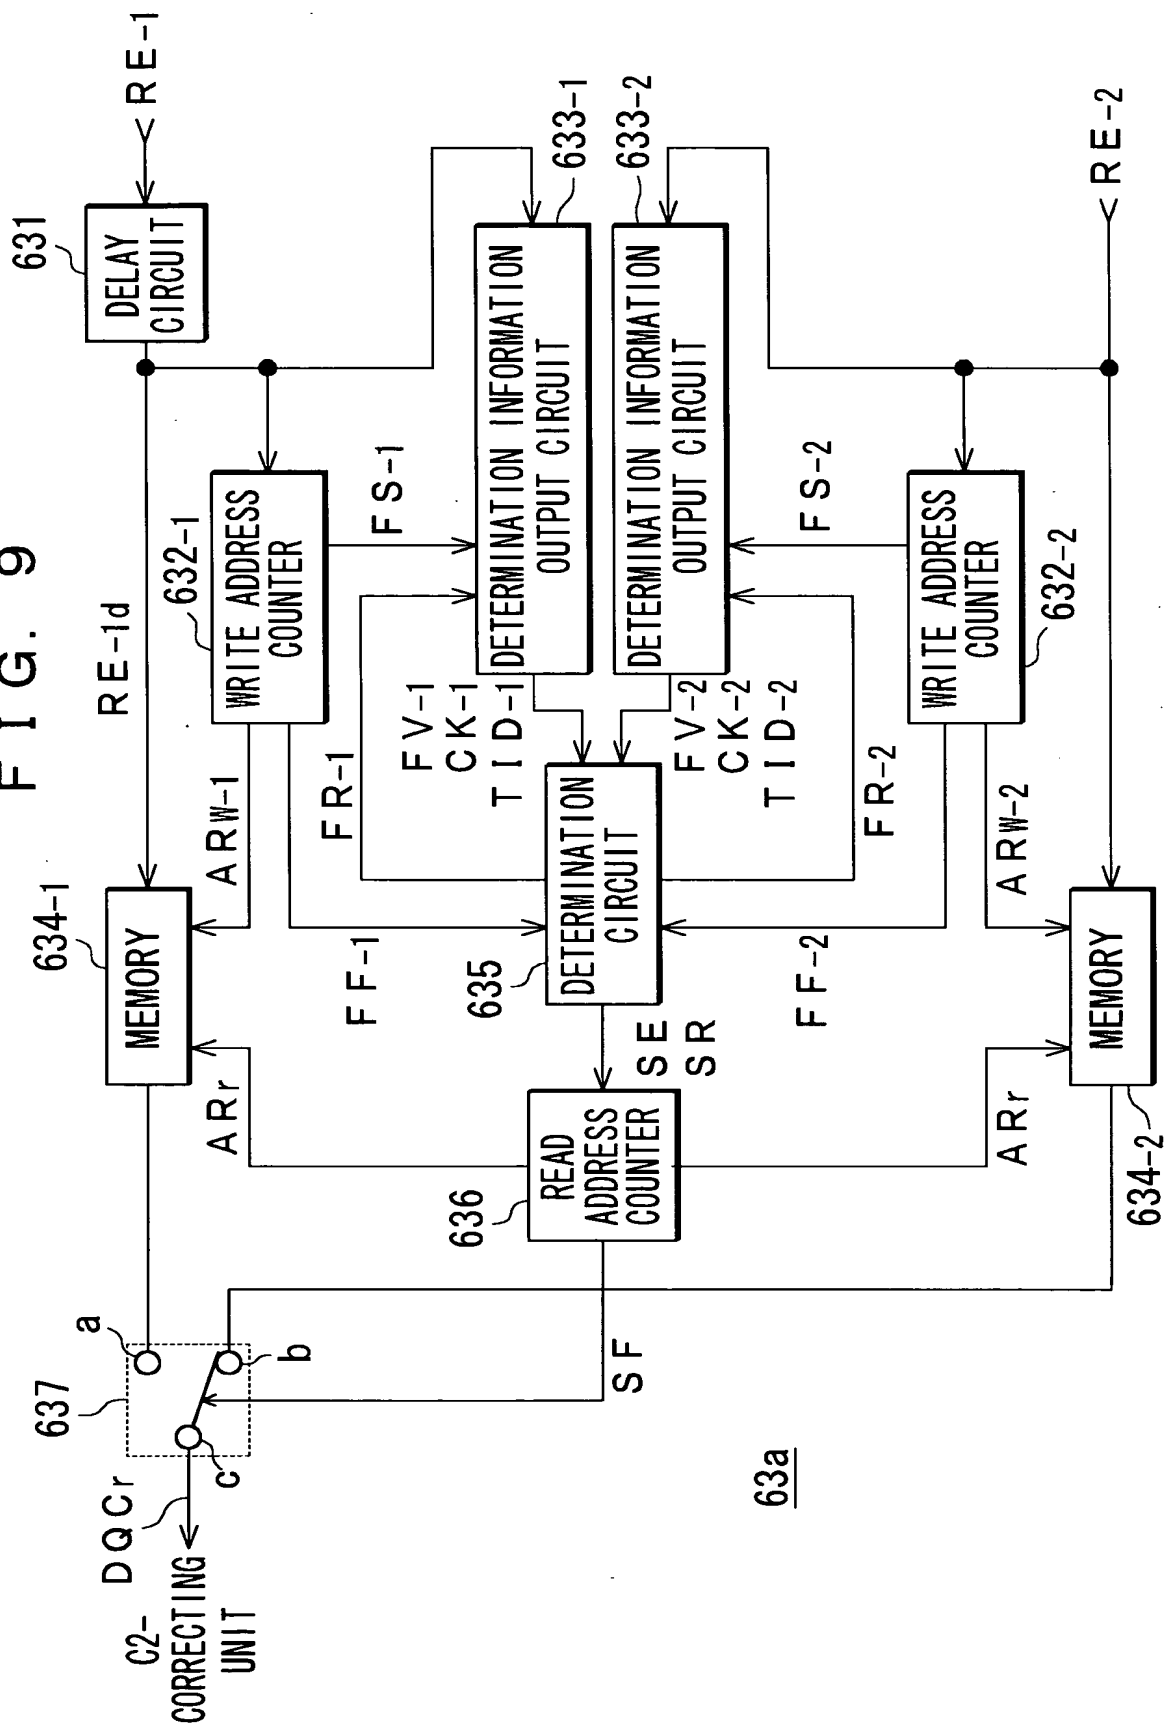 FIG. 9
RE-1
631
DELAY
CIRCUIT
RE-1d
632-1
WRITE ADDRESS
COUNTER
ARw-1
634-1
MEMORY
ARr
637
a
b
c
DQCr
C2-
CORRECTING
UNIT
FS-1
FR-1
FF-1
633-1
DETERMINATION INFORMATION
OUTPUT CIRCUIT
FV-1
CK-1
TID-1
633-2
DETERMINATION INFORMATION
OUTPUT CIRCUIT
FV-2
CK-2
TID-2
635
DETERMINATION
CIRCUIT
SE
SR
636
READ
ADDRESS
COUNTER
SF
FS-2
FR-2
FF-2
632-2
WRITE ADDRESS
COUNTER
ARw-2
RE-2
634-2
MEMORY
ARr
63a